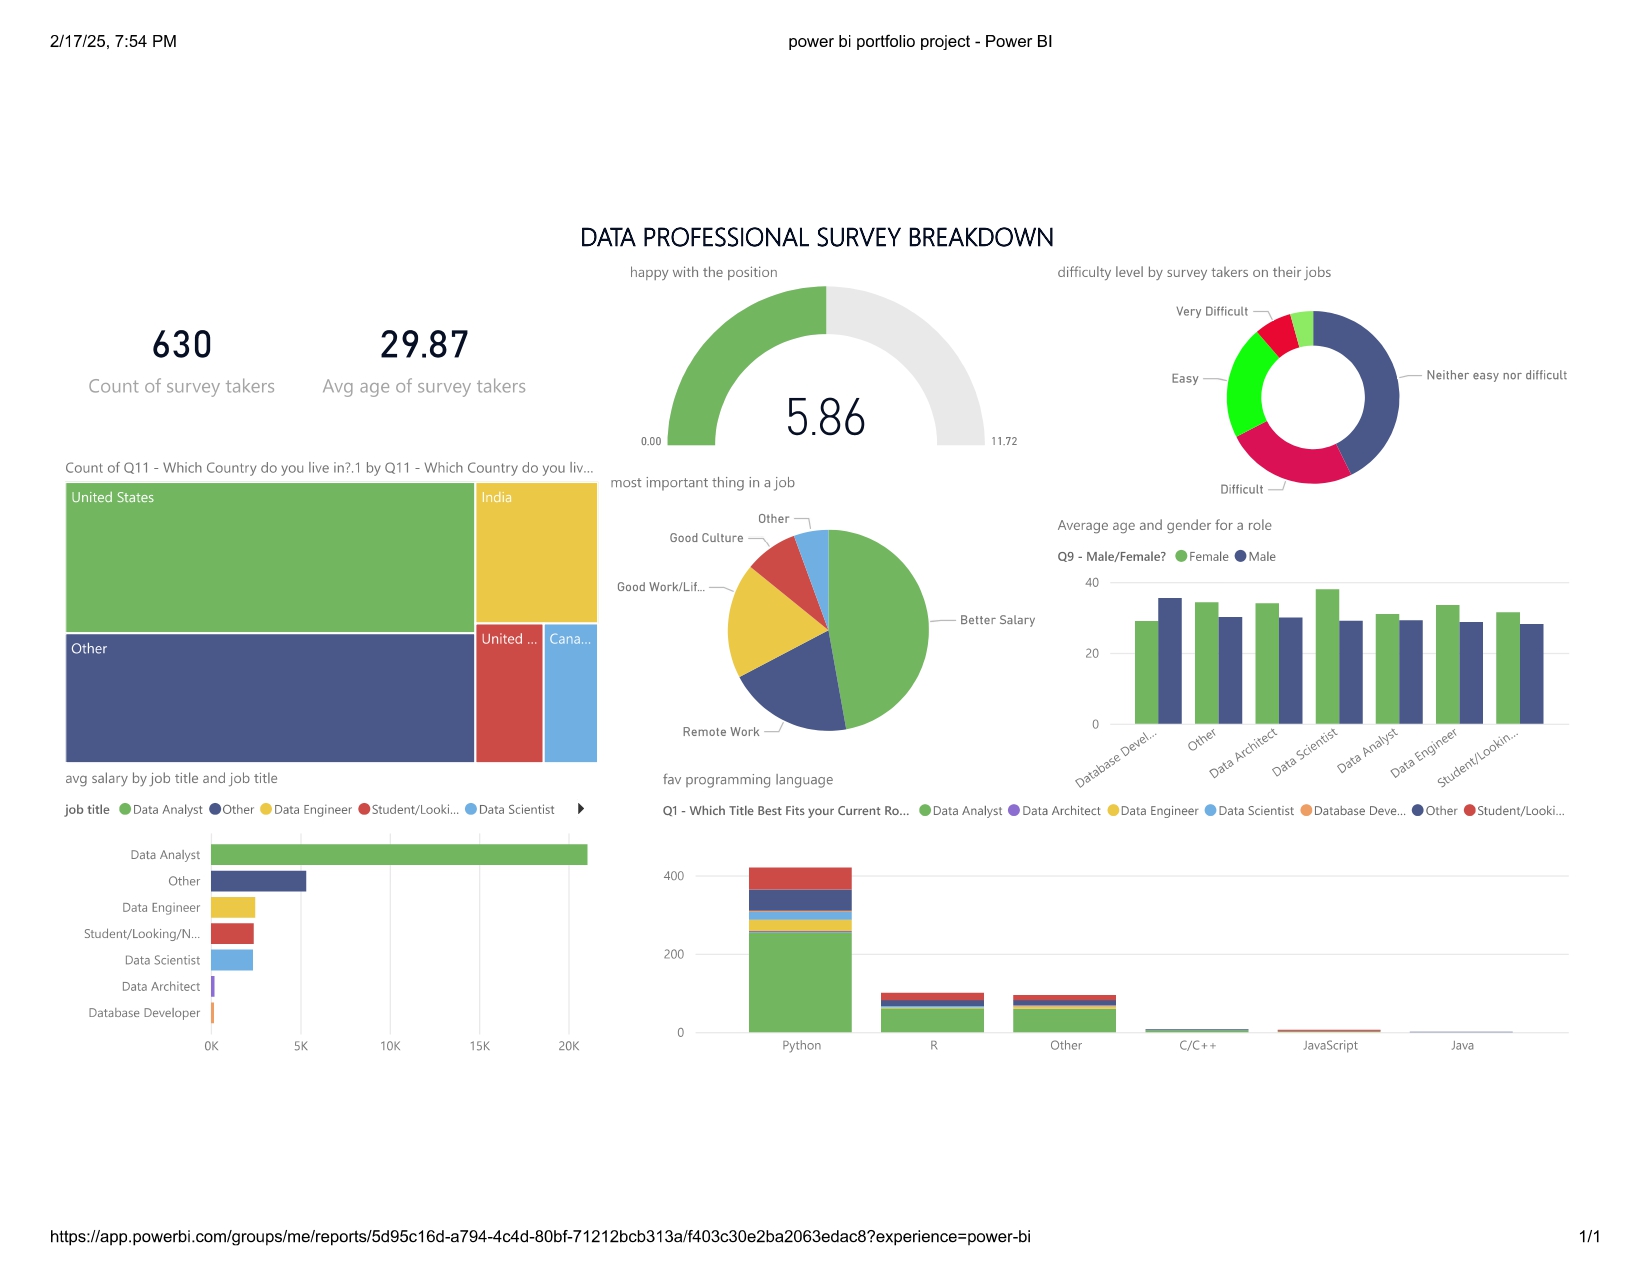 2/17/25, 7:54 PM
power bi portfolio project - Power BI
DATA PROFESSIONAL SURVEY BREAKDOWN
630
Count of survey takers
29.87
Avg age of survey takers
happy with the position
5.86
0.00
11.72
difficulty level by survey takers on their jobs
Very Difficult
Easy
Neither easy nor difficult
Difficult
Count of Q11 - Which Country do you live in?.1 by Q11 - Which Country do you liv...
United States
India
Other
United ...
Cana...
most important thing in a job
Other
Good Culture
Good Work/Lif...
Better Salary
Remote Work
Average age and gender for a role
Q9 - Male/Female? Female Male
40
20
0
Database Devel...
Other
Data Architect
Data Scientist
Data Analyst
Data Engineer
Student/Lookin...
avg salary by job title and job title
job title Data Analyst Other Data Engineer Student/Looki... Data Scientist
Data Analyst
Other
Data Engineer
Student/Looking/N...
Data Scientist
Data Architect
Database Developer
0K 5K 10K 15K 20K
fav programming language
Q1 - Which Title Best Fits your Current Ro... Data Analyst Data Architect Data Engineer Data Scientist Database Deve... Other Student/Looki...
400
200
0
Python R Other C/C++ JavaScript Java
https://app.powerbi.com/groups/me/reports/5d95c16d-a794-4c4d-80bf-71212bcb313a/f403c30e2ba2063edac8?experience=power-bi
1/1